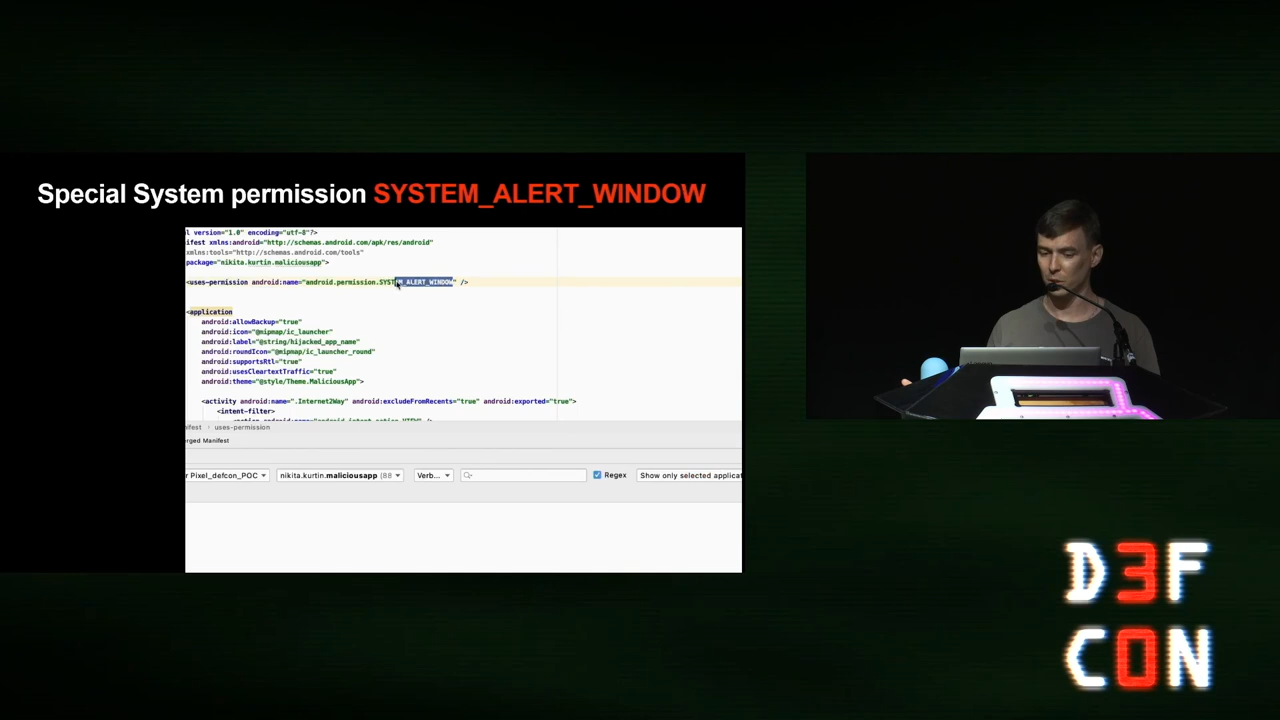 Special System permission SYSTEM_ALERT_WINDOW
l version="1.0" encoding="utf-8"?>
ifest xmlns:android="http://schemas.android.com/apk/res/android"
xmlns:tools="http://schemas.android.com/tools"
package="nikita.kurtin.maliciousapp">
<uses-permission android:name="android.permission.SYSTEM_ALERT_WINDOW" />
<application
android:allowBackup="true"
android:icon="@mipmap/ic_launcher"
android:label="@string/hijacked_app_name"
android:roundIcon="@mipmap/ic_launcher_round"
android:supportsRtl="true"
android:usesCleartextTraffic="true"
android:theme="@style/Theme.MaliciousApp">
<activity android:name=".Internet2Way" android:excludeFromRecents="true" android:exported="true">
<intent-filter>
ifest › uses-permission
erged Manifest
r Pixel_defcon_POC nikita.kurtin.maliciousapp (88 Verb... Regex Show only selected applicat
D3F
C0N